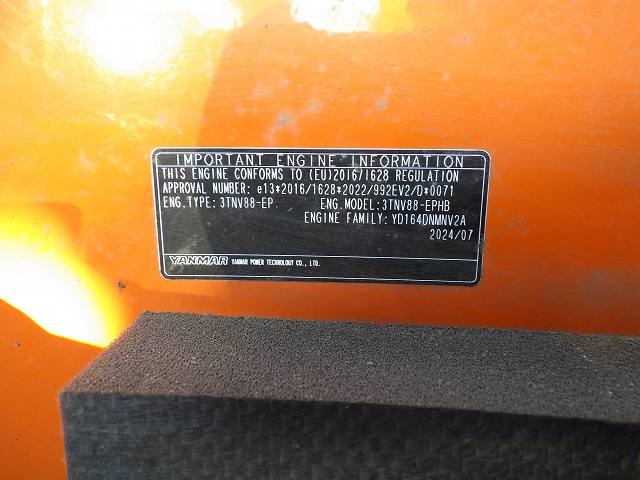 IMPORTANT ENGINE INFORMATION
THIS ENGINE CONFORMS TO (EU)2016/1628 REGULATION
APPROVAL NUMBER: e13*2016/1628*2022/992EV2/D*0071
ENG.TYPE: 3TNV88-EP. ENG.MODEL: 3TNV88-EPHB
ENGINE FAMILY: YD164DNMNV2A
2024/07
YANMAR YANMAR POWER TECHNOLOGY CO., LTD.